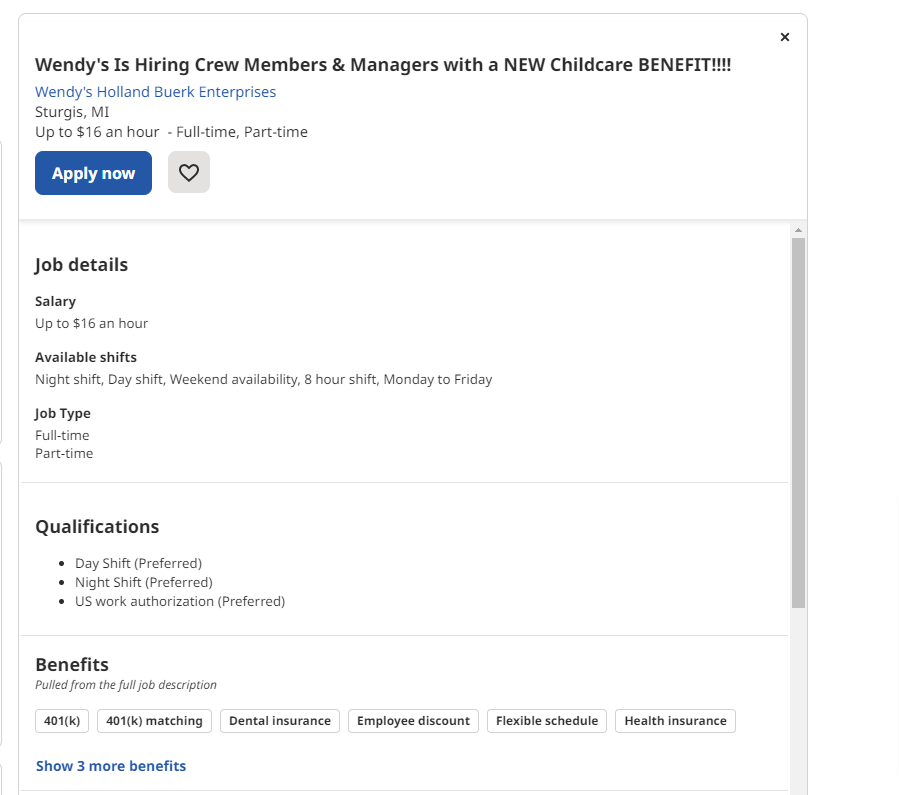 Wendy's Is Hiring Crew Members & Managers with a NEW Childcare BENEFIT!!!!
Wendy's Holland Buerk Enterprises
Sturgis, MI
Up to $16 an hour - Full-time, Part-time
Apply now
Job details
Salary
Up to $16 an hour
Available shifts
Night shift, Day shift, Weekend availability, 8 hour shift, Monday to Friday
Job Type
Full-time
Part-time
Qualifications
• Day Shift (Preferred)
• Night Shift (Preferred)
• US work authorization (Preferred)
Benefits
Pulled from the full job description
401(k) 401(k) matching Dental insurance Employee discount Flexible schedule Health insurance
Show 3 more benefits